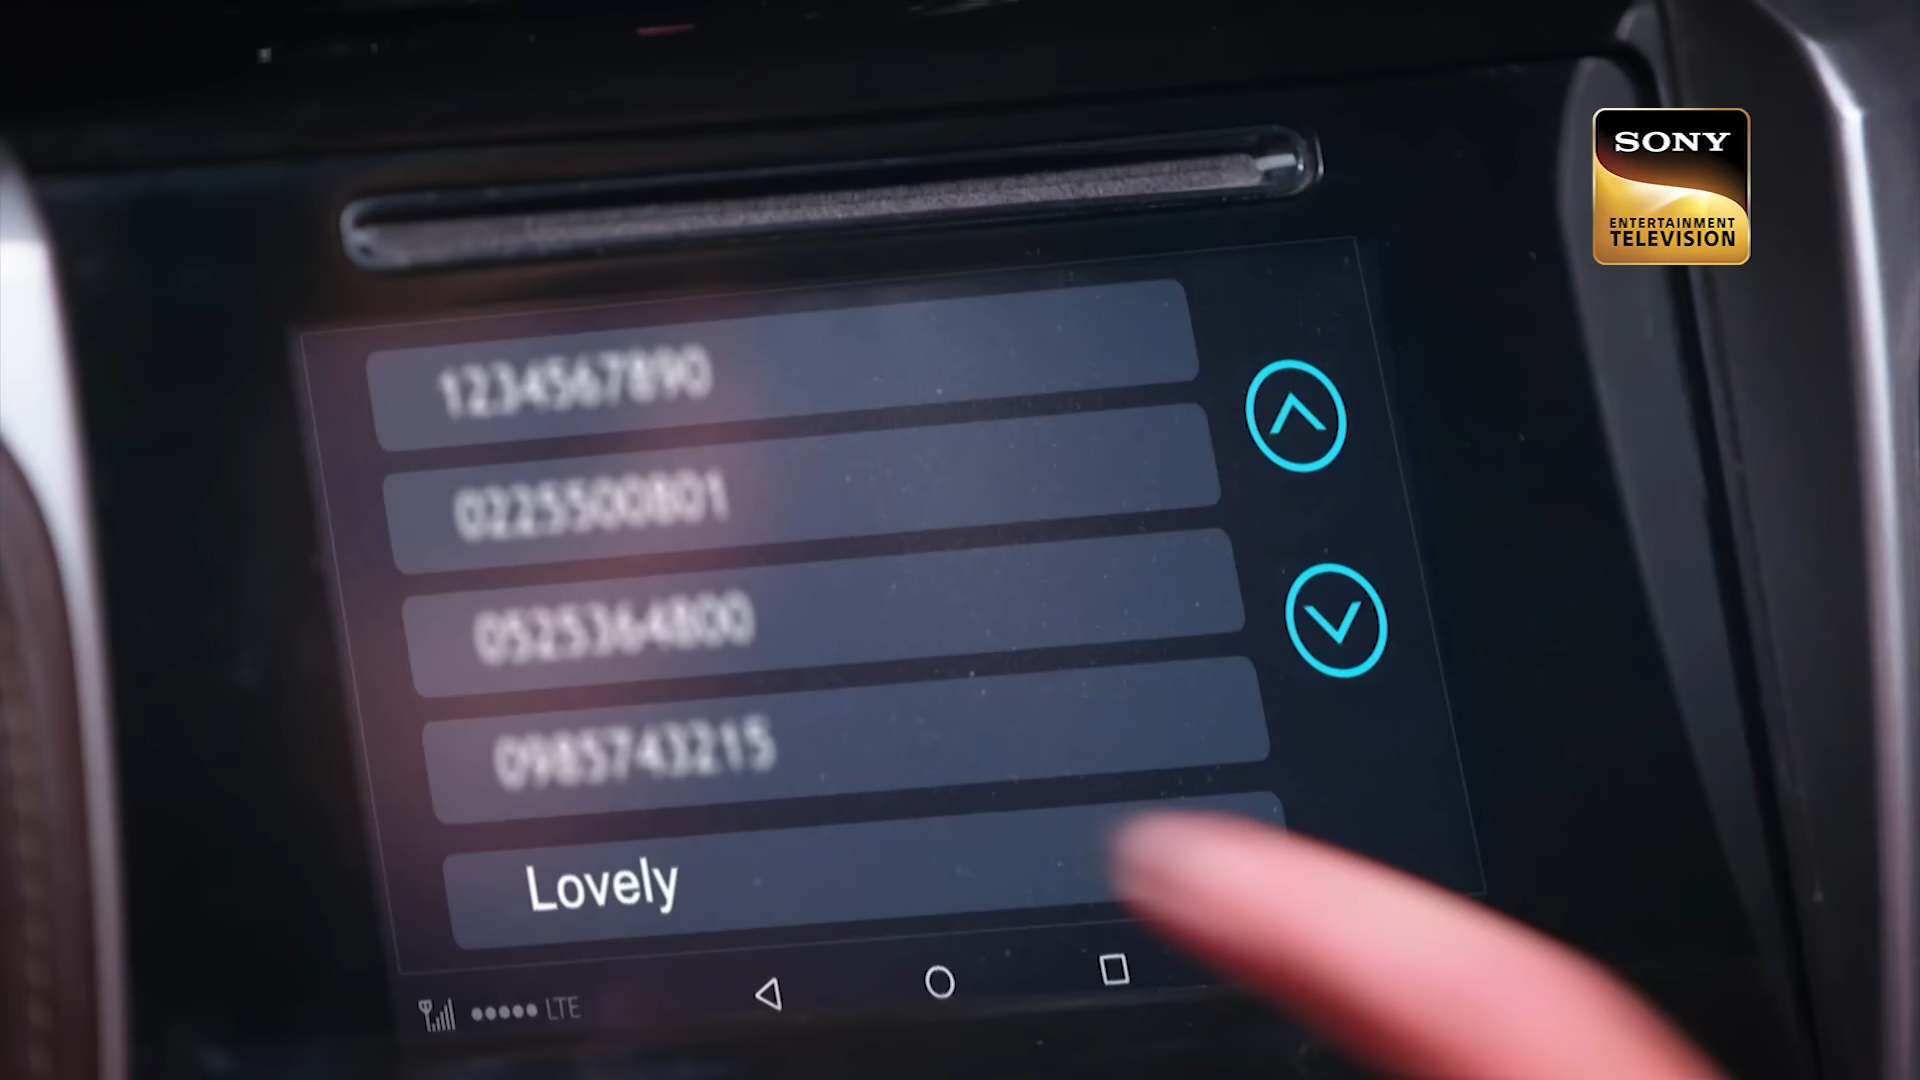 SONY
ENTERTAINMENT
TELEVISION
1234567890
0225500801
0525364800
0985743215
Lovely
LTE